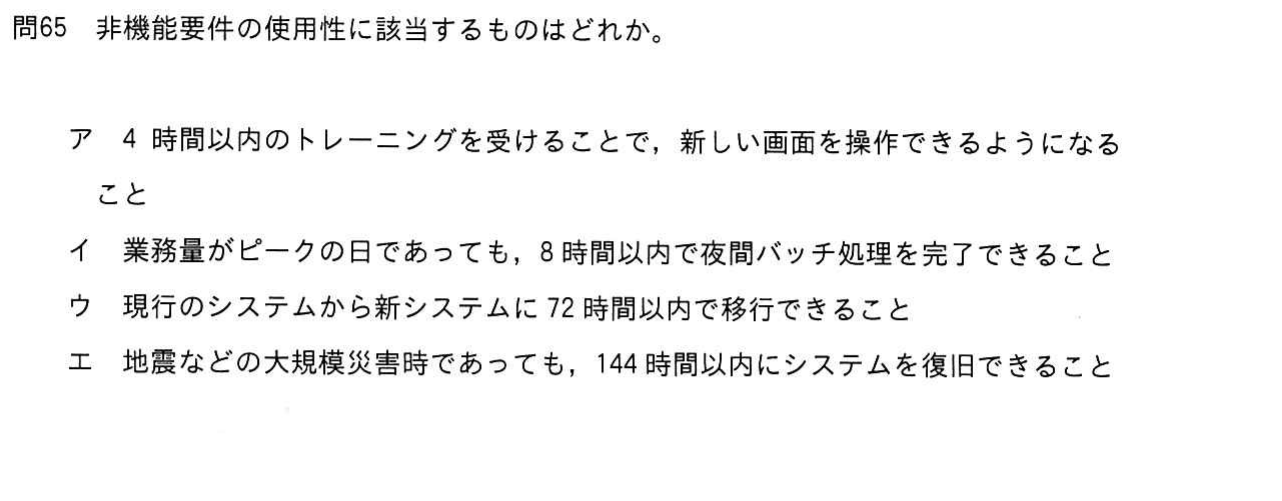 問65　非機能要件の使用性に該当するものはどれか。
ア　4 時間以内のトレーニングを受けることで，新しい画面を操作できるようになる
こと
イ　業務量がピークの日であっても，8 時間以内で夜間バッチ処理を完了できること
ウ　現行のシステムから新システムに 72 時間以内で移行できること
エ　地震などの大規模災害時であっても，144 時間以内にシステムを復旧できること